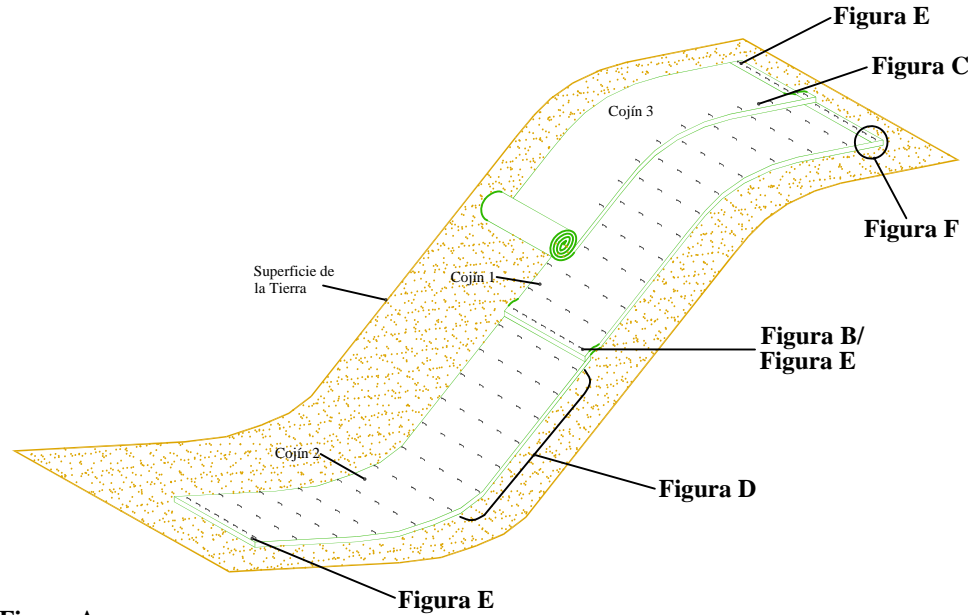 Figura E
Figura C
Cojín 3
Figura F
Superficie de
la Tierra
Cojín 1
Figura B/
Figura E
Cojín 2
Figura D
Figura E